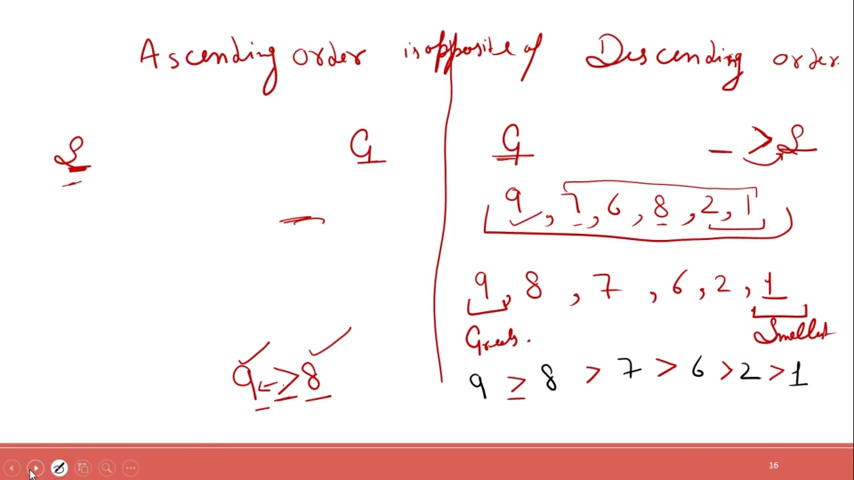 Ascending order is opposite of Descending order.
S G G _ > S
9, 7, 6, 8, 2, 1
9, 8, 7, 6, 2, 1
Smallest
9 > 8
9 > 8 > 7 > 6 > 2 > 1
16